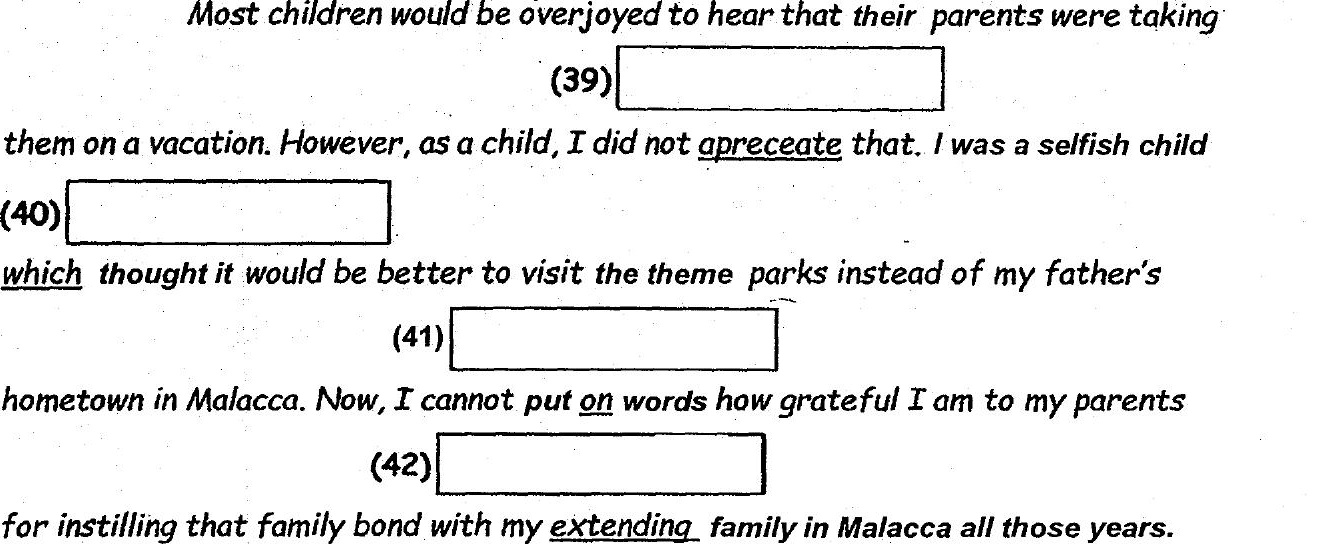 Most children would be overjoyed to hear that their parents were taking
(39)
them on a vacation. However, as a child, I did not apreceate that. I was a selfish child
(40)
which thought it would be better to visit the theme parks instead of my father's
(41)
hometown in Malacca. Now, I cannot put on words how grateful I am to my parents
(42)
for instilling that family bond with my extending family in Malacca all those years.